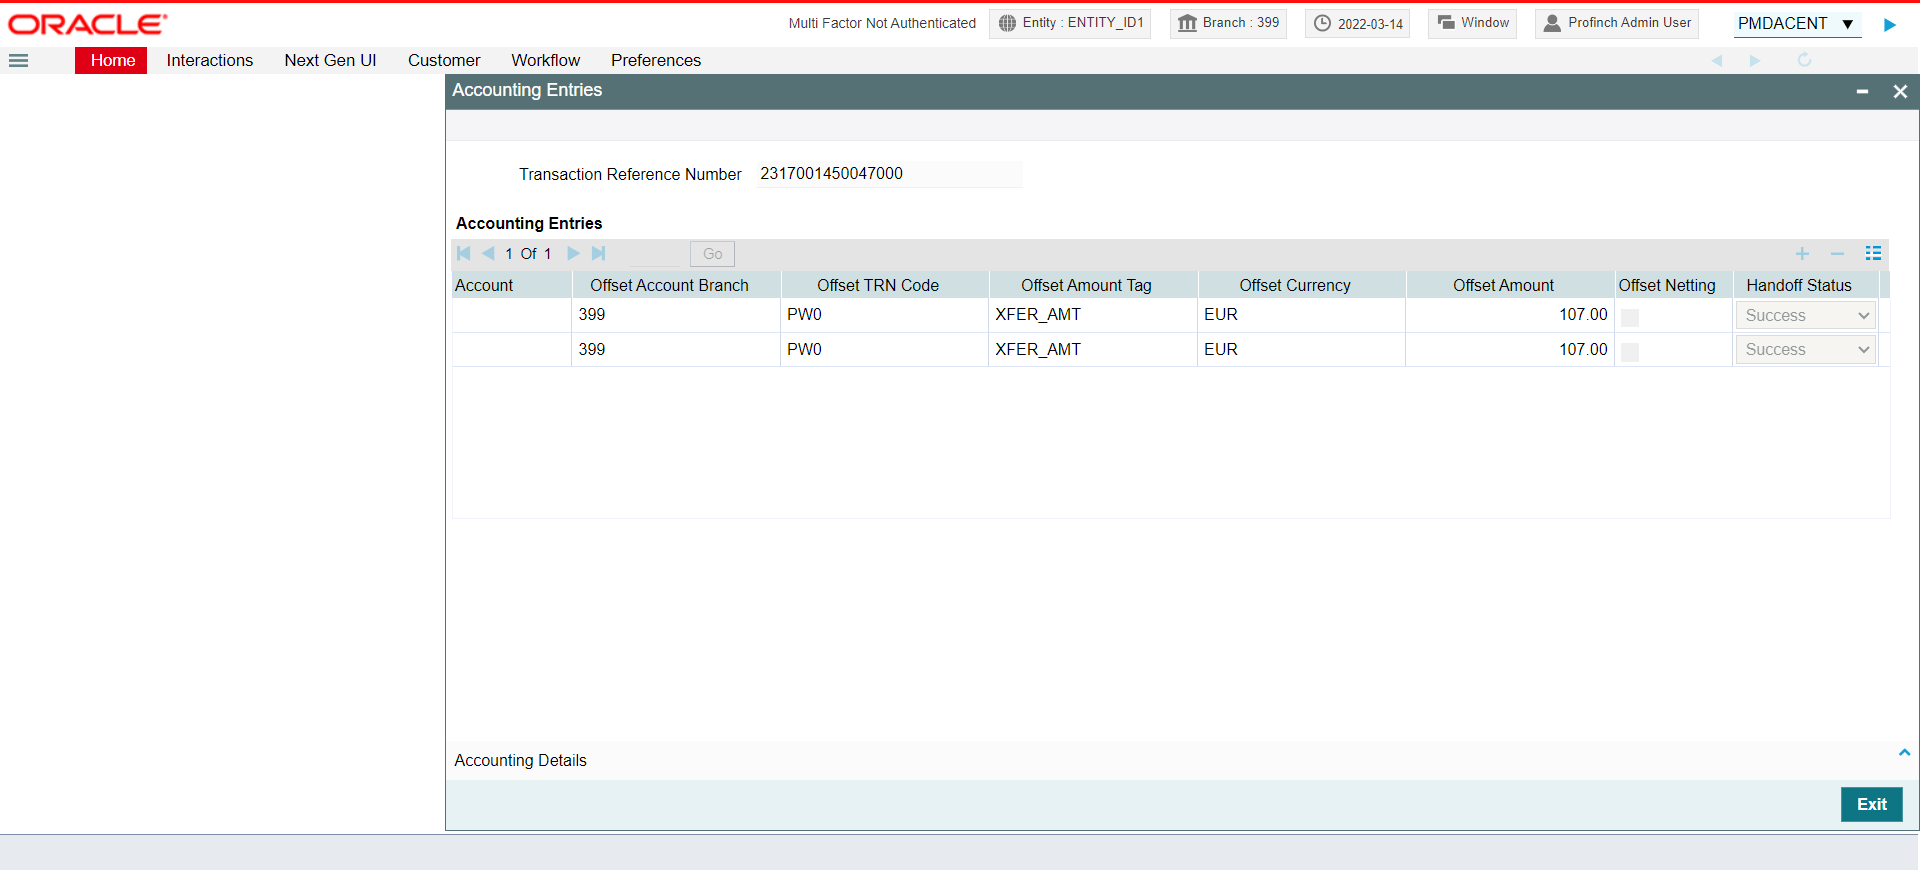 ORACLE
Multi Factor Not Authenticated Entity : ENTITY_ID1 Branch : 399 2022-03-14 Window Profinch Admin User PMDACENT
Home Interactions Next Gen UI Customer Workflow Preferences
Accounting Entries
Transaction Reference Number 2317001450047000
Accounting Entries
1 Of 1 Go
Account Offset Account Branch Offset TRN Code Offset Amount Tag Offset Currency Offset Amount Offset Netting Handoff Status
399 PW0 XFER_AMT EUR 107.00 Success
399 PW0 XFER_AMT EUR 107.00 Success
Accounting Details
Exit